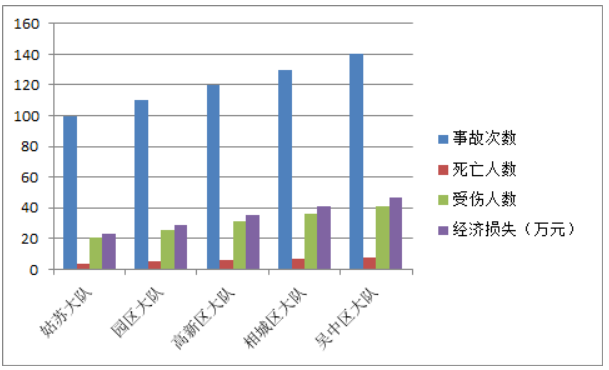 160
140
120
100
80
60
40
20
0
姑苏大队
园区大队
高新区大队
相城区大队
吴中区大队
事故次数
死亡人数
受伤人数
经济损失（万元）